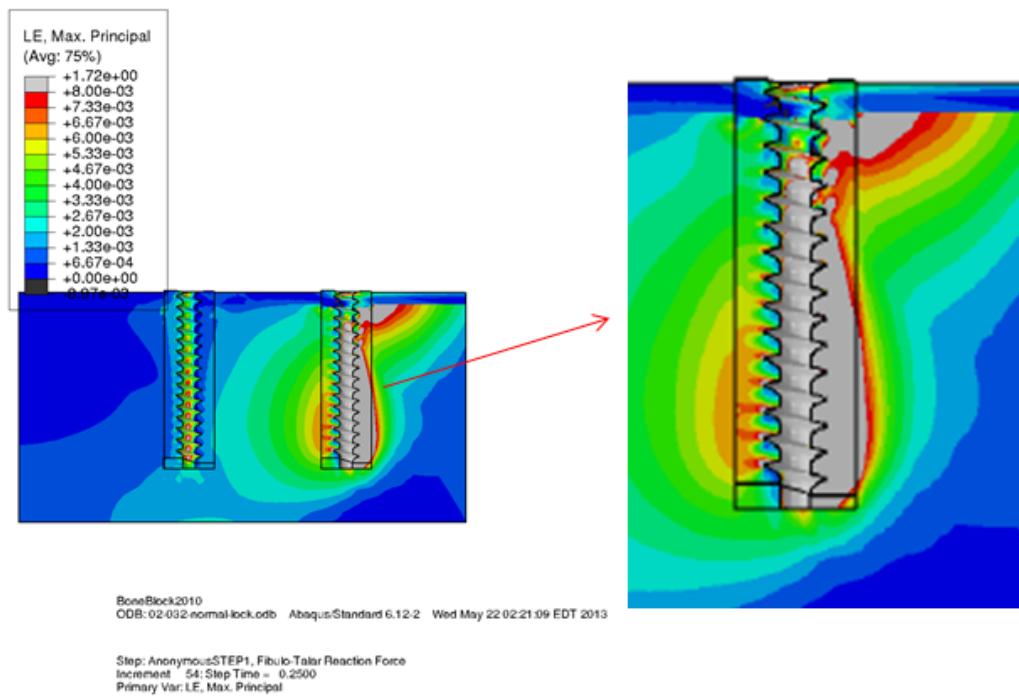 LE, Max. Principal
(Avg: 75%)
+1.72e+00
+8.00e-03
+7.33e-03
+6.67e-03
+6.00e-03
+5.33e-03
+4.67e-03
+4.00e-03
+3.33e-03
+2.67e-03
+2.00e-03
+1.33e-03
+6.67e-04
+0.00e+00
-8.97e-03
BoneBlock2010
ODB: 02-032-normal-lock.odb Abaqus/Standard 6.12-2 Wed May 22 02:21:09 EDT 2013
Step: AnonymousSTEP1, Fibulo-Talar Reaction Force
Increment 54: Step Time = 0.2500
Primary Var: LE, Max. Principal